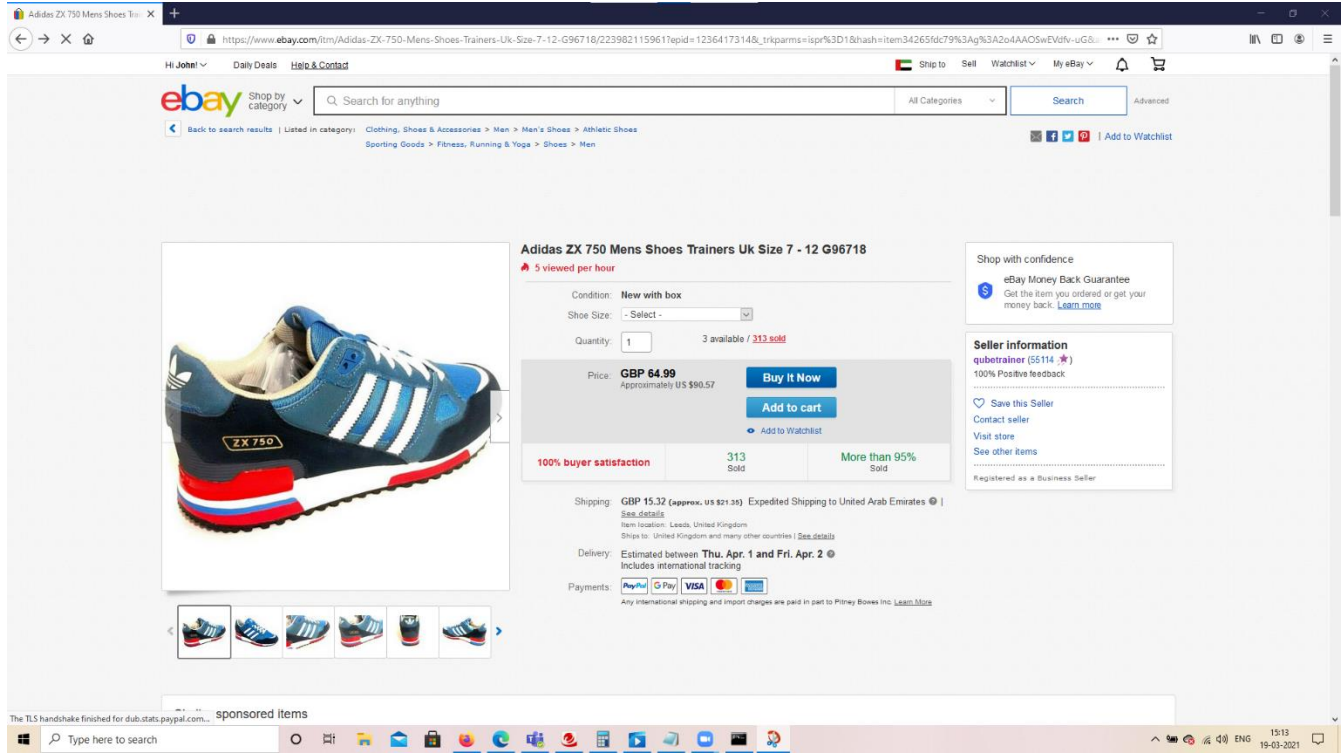 Adidas ZX 750 Mens Shoes Trai
https://www.ebay.com/itm/Adidas-ZX-750-Mens-Shoes-Trainers-Uk-Size-7-12-G96718/223982115961?epid=1236417314&_trkparms=ispr%3D1&hash=item34265fdc79%3Ag%3A2o4AAOSwEVdfv-uG&
Hi John! Daily Deals Help & Contact Ship to Sell Watchlist My eBay
ebay Shop by category Search for anything All Categories Search Advanced
Back to search results | Listed in category: Clothing, Shoes & Accessories > Men > Men's Shoes > Athletic Shoes
Sporting Goods > Fitness, Running & Yoga > Shoes > Men
| Add to Watchlist
Adidas ZX 750 Mens Shoes Trainers Uk Size 7 - 12 G96718
5 viewed per hour
Condition: New with box
Shoe Size: - Select -
Quantity: 1 3 available / 313 sold
Price: GBP 64.99 Buy It Now
Approximately US $90.57
Add to cart
Add to Watchlist
100% buyer satisfaction 313 Sold More than 95% Sold
Shipping: GBP 15.32 (approx. US $21.35) Expedited Shipping to United Arab Emirates |
See details
Item location: Leeds, United Kingdom
Ships to: United Kingdom and many other countries | See details
Delivery: Estimated between Thu. Apr. 1 and Fri. Apr. 2
Includes international tracking
Payments: PayPal G Pay VISA
Any international shipping and import charges are paid in part to Pitney Bowes Inc. Learn More
Shop with confidence
eBay Money Back Guarantee
Get the item you ordered or get your
money back. Learn more
Seller information
qubetrainer (55114)
100% Positive feedback
Save this Seller
Contact seller
Visit store
See other items
Registered as a Business Seller
ZX 750
sponsored items
The TLS handshake finished for dub.stats.paypal.com...
Type here to search
ENG 15:13
19-03-2021